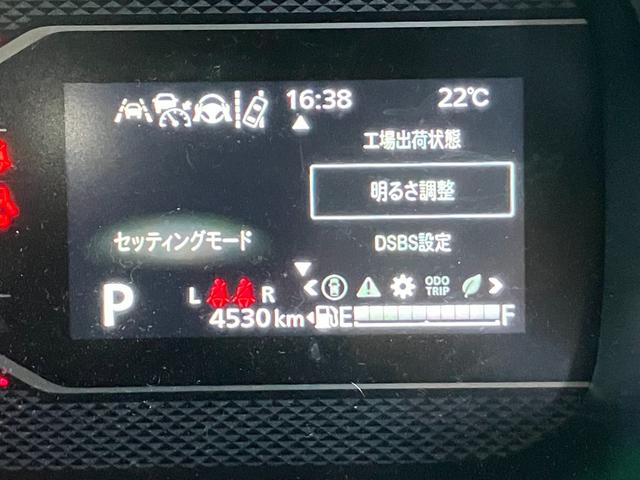 16:38 22℃
工場出荷状態
明るさ調整
セッティングモード
DSBS設定
ODO
TRIP
P
L R
4530km
E F